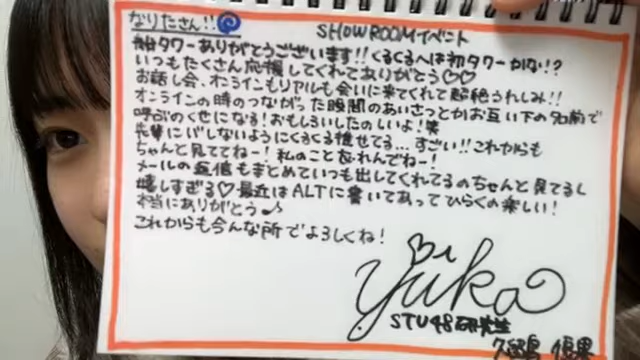 なりたさん!!
SHOWROOMイベント
船タワーありがとうございます!! くるくるへは初タワーかな!?
いつもたくさん応援してくれてありがとう♡♡
お話し会、オンラインもリアルも会いに来てくれて超絶うれしみ!!
オンラインの時のつながった瞬間のあいさつとかお互い下の名前で
呼ぶのくせになる! おもしろいしたのしいよ! 笑
先輩にバレないようにくるくる推せてる… すごい!! これからも
ちゃんと見ててねー! 私のこと忘れんでねー!
メールの返信もまとめていつも出してくれてるのちゃんと見てるし
嬉しすぎる♡ 最近はALTに書いてあってひらくの楽しい!
本当にありがとう♪
これからも今んな所でよろしくね!
Yuka
STU48研究生